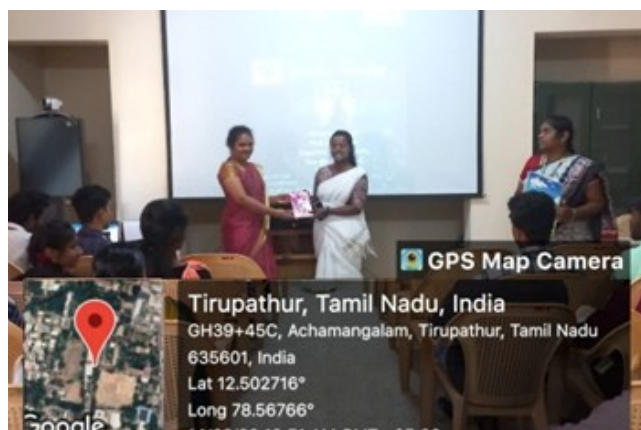 GPS Map Camera
Tirupathur, Tamil Nadu, India
GH39+45C, Achamangalam, Tirupathur, Tamil Nadu
635601, India
Lat 12.502716°
Long 78.56766°
Google